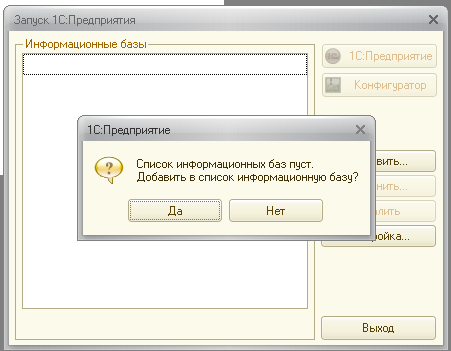 Запуск 1С:Предприятия
Информационные базы
1С:Предприятие
Конфигуратор
1С:Предприятие
Список информационных баз пуст.
Добавить в список информационную базу?
Да
Нет
Выход